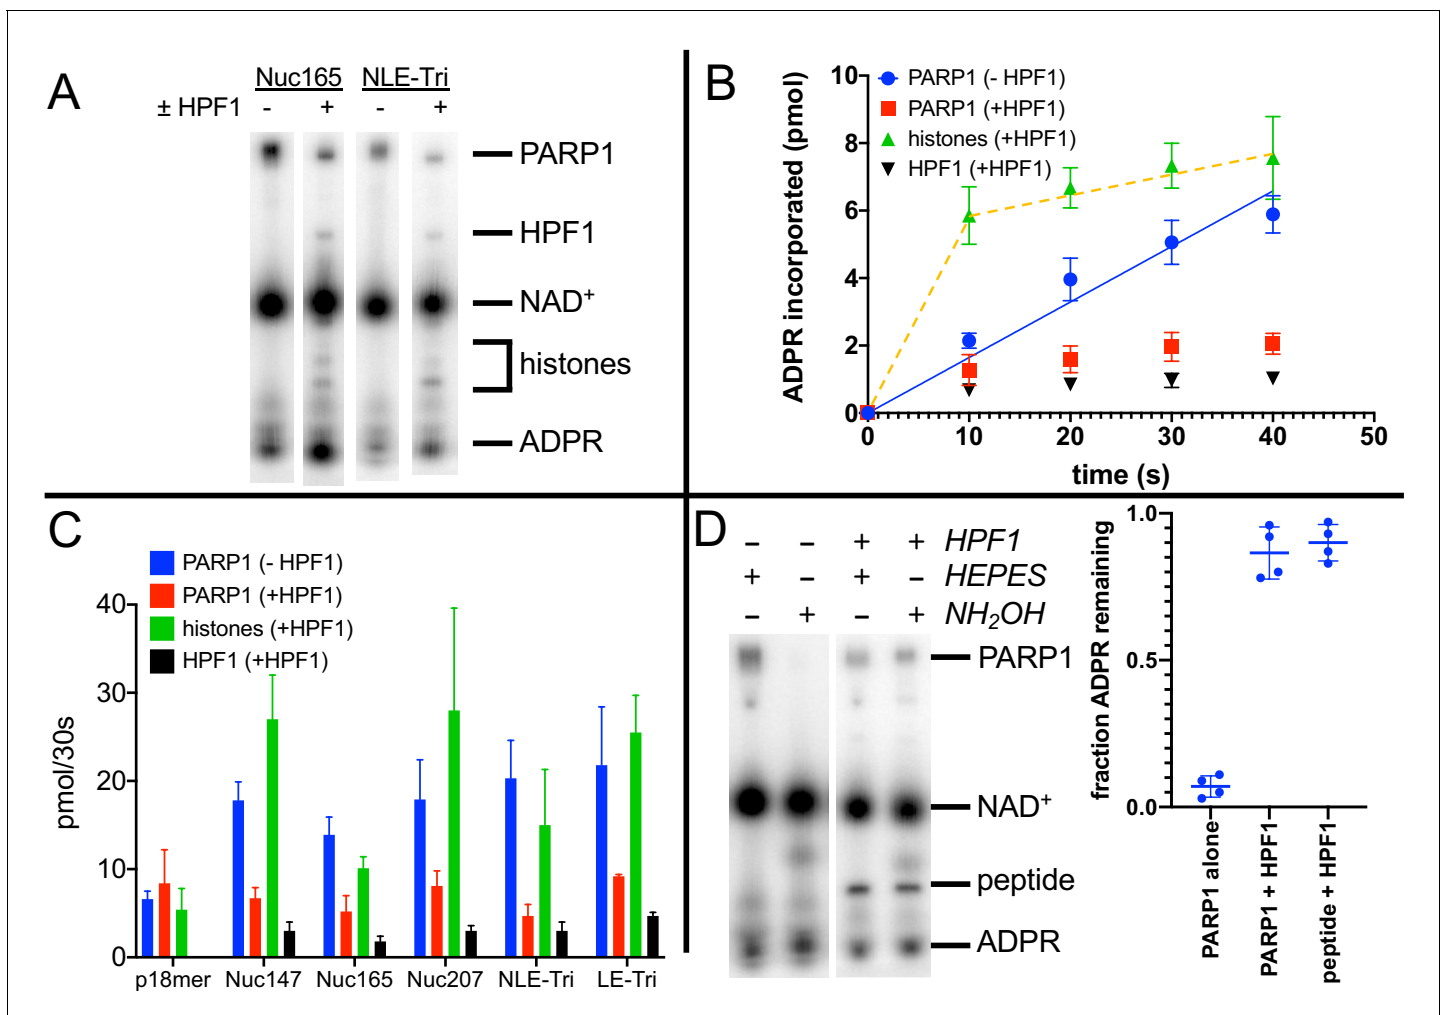 A
Nuc165 NLE-Tri
± HPF1 - + - +
PARP1
HPF1
NAD+
histones
ADPR
B
PARP1 (- HPF1)
PARP1 (+HPF1)
histones (+HPF1)
HPF1 (+HPF1)
ADPR incorporated (pmol)
10
8
6
4
2
0
0 10 20 30 40 50
time (s)
C
PARP1 (- HPF1)
PARP1 (+HPF1)
histones (+HPF1)
HPF1 (+HPF1)
pmol/30s
40
30
20
10
0
p18mer Nuc147 Nuc165 Nuc207 NLE-Tri LE-Tri
D
– – + + HPF1
+ – + – HEPES
– + – + NH2OH
PARP1
NAD+
peptide
ADPR
fraction ADPR remaining
1.0
0.5
0.0
PARP1 alone
PARP1 + HPF1
peptide + HPF1